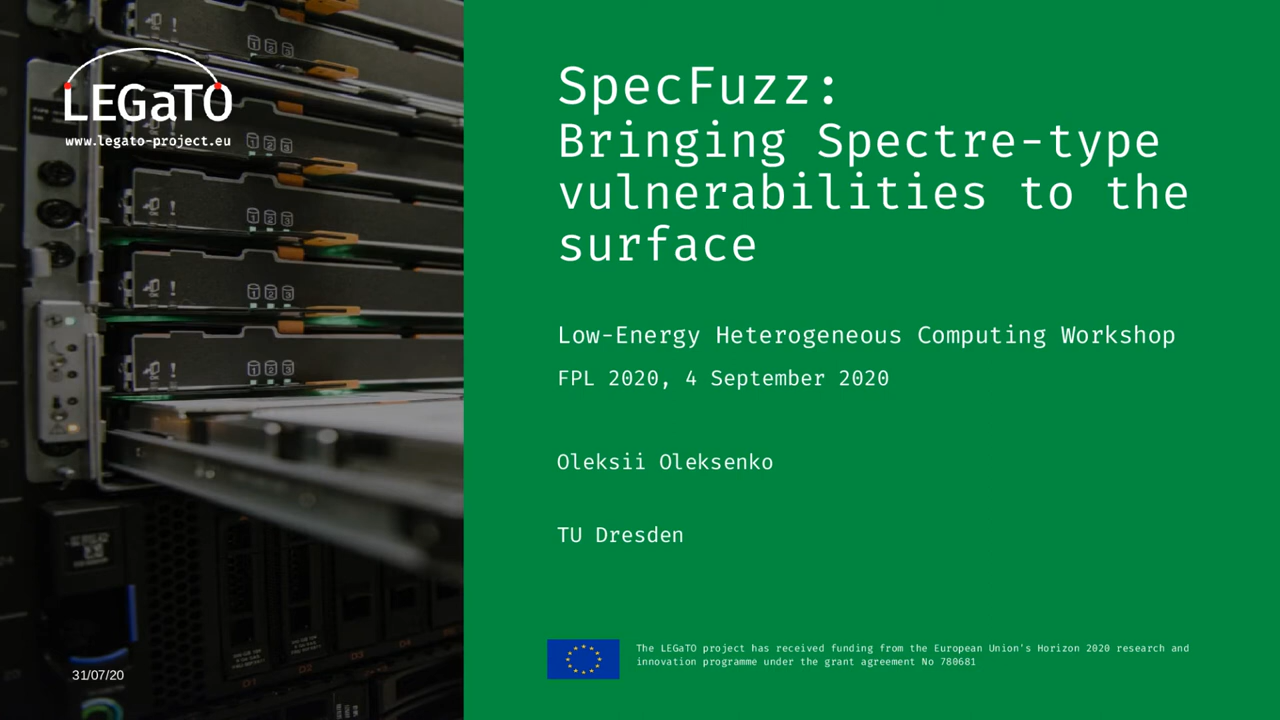 LEGaTO
www.legato-project.eu
SpecFuzz:
Bringing Spectre-type
vulnerabilities to the
surface
Low-Energy Heterogeneous Computing Workshop
FPL 2020, 4 September 2020
Oleksii Oleksenko
TU Dresden
The LEGaTO project has received funding from the European Union's Horizon 2020 research and
innovation programme under the grant agreement No 780681
31/07/20